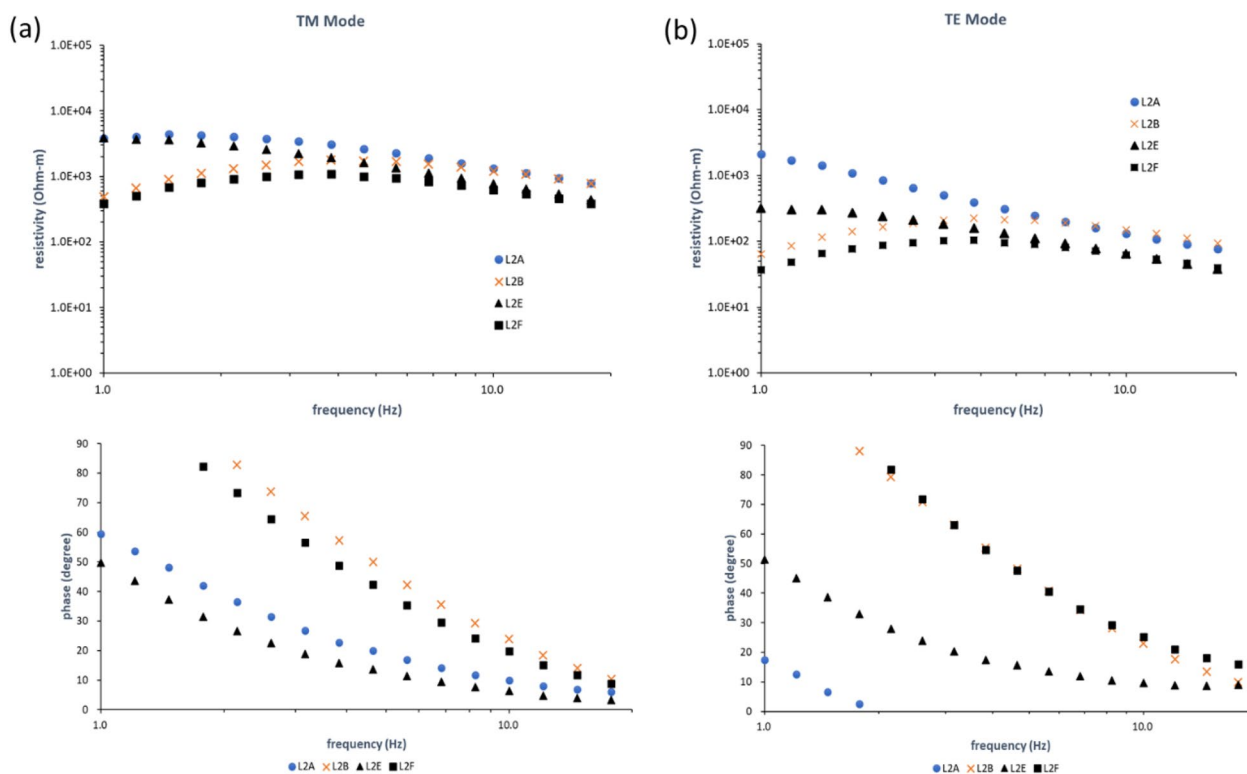 (a)
TM Mode
1.0E+05
1.0E+04
1.0E+03
1.0E+02
1.0E+01
1.0E+00
resistivity (Ohm-m)
1.0
10.0
frequency (Hz)
L2A
L2B
L2E
L2F
(b)
TE Mode
1.0E+05
1.0E+04
1.0E+03
1.0E+02
1.0E+01
1.0E+00
resistivity (Ohm-m)
1.0
10.0
frequency (Hz)
L2A
L2B
L2E
L2F
90
80
70
60
50
40
30
20
10
0
phase (degree)
1.0
10.0
frequency (Hz)
L2A L2B L2E L2F
90
80
70
60
50
40
30
20
10
0
phase (degree)
1.0
10.0
frequency (Hz)
L2A L2B L2E L2F